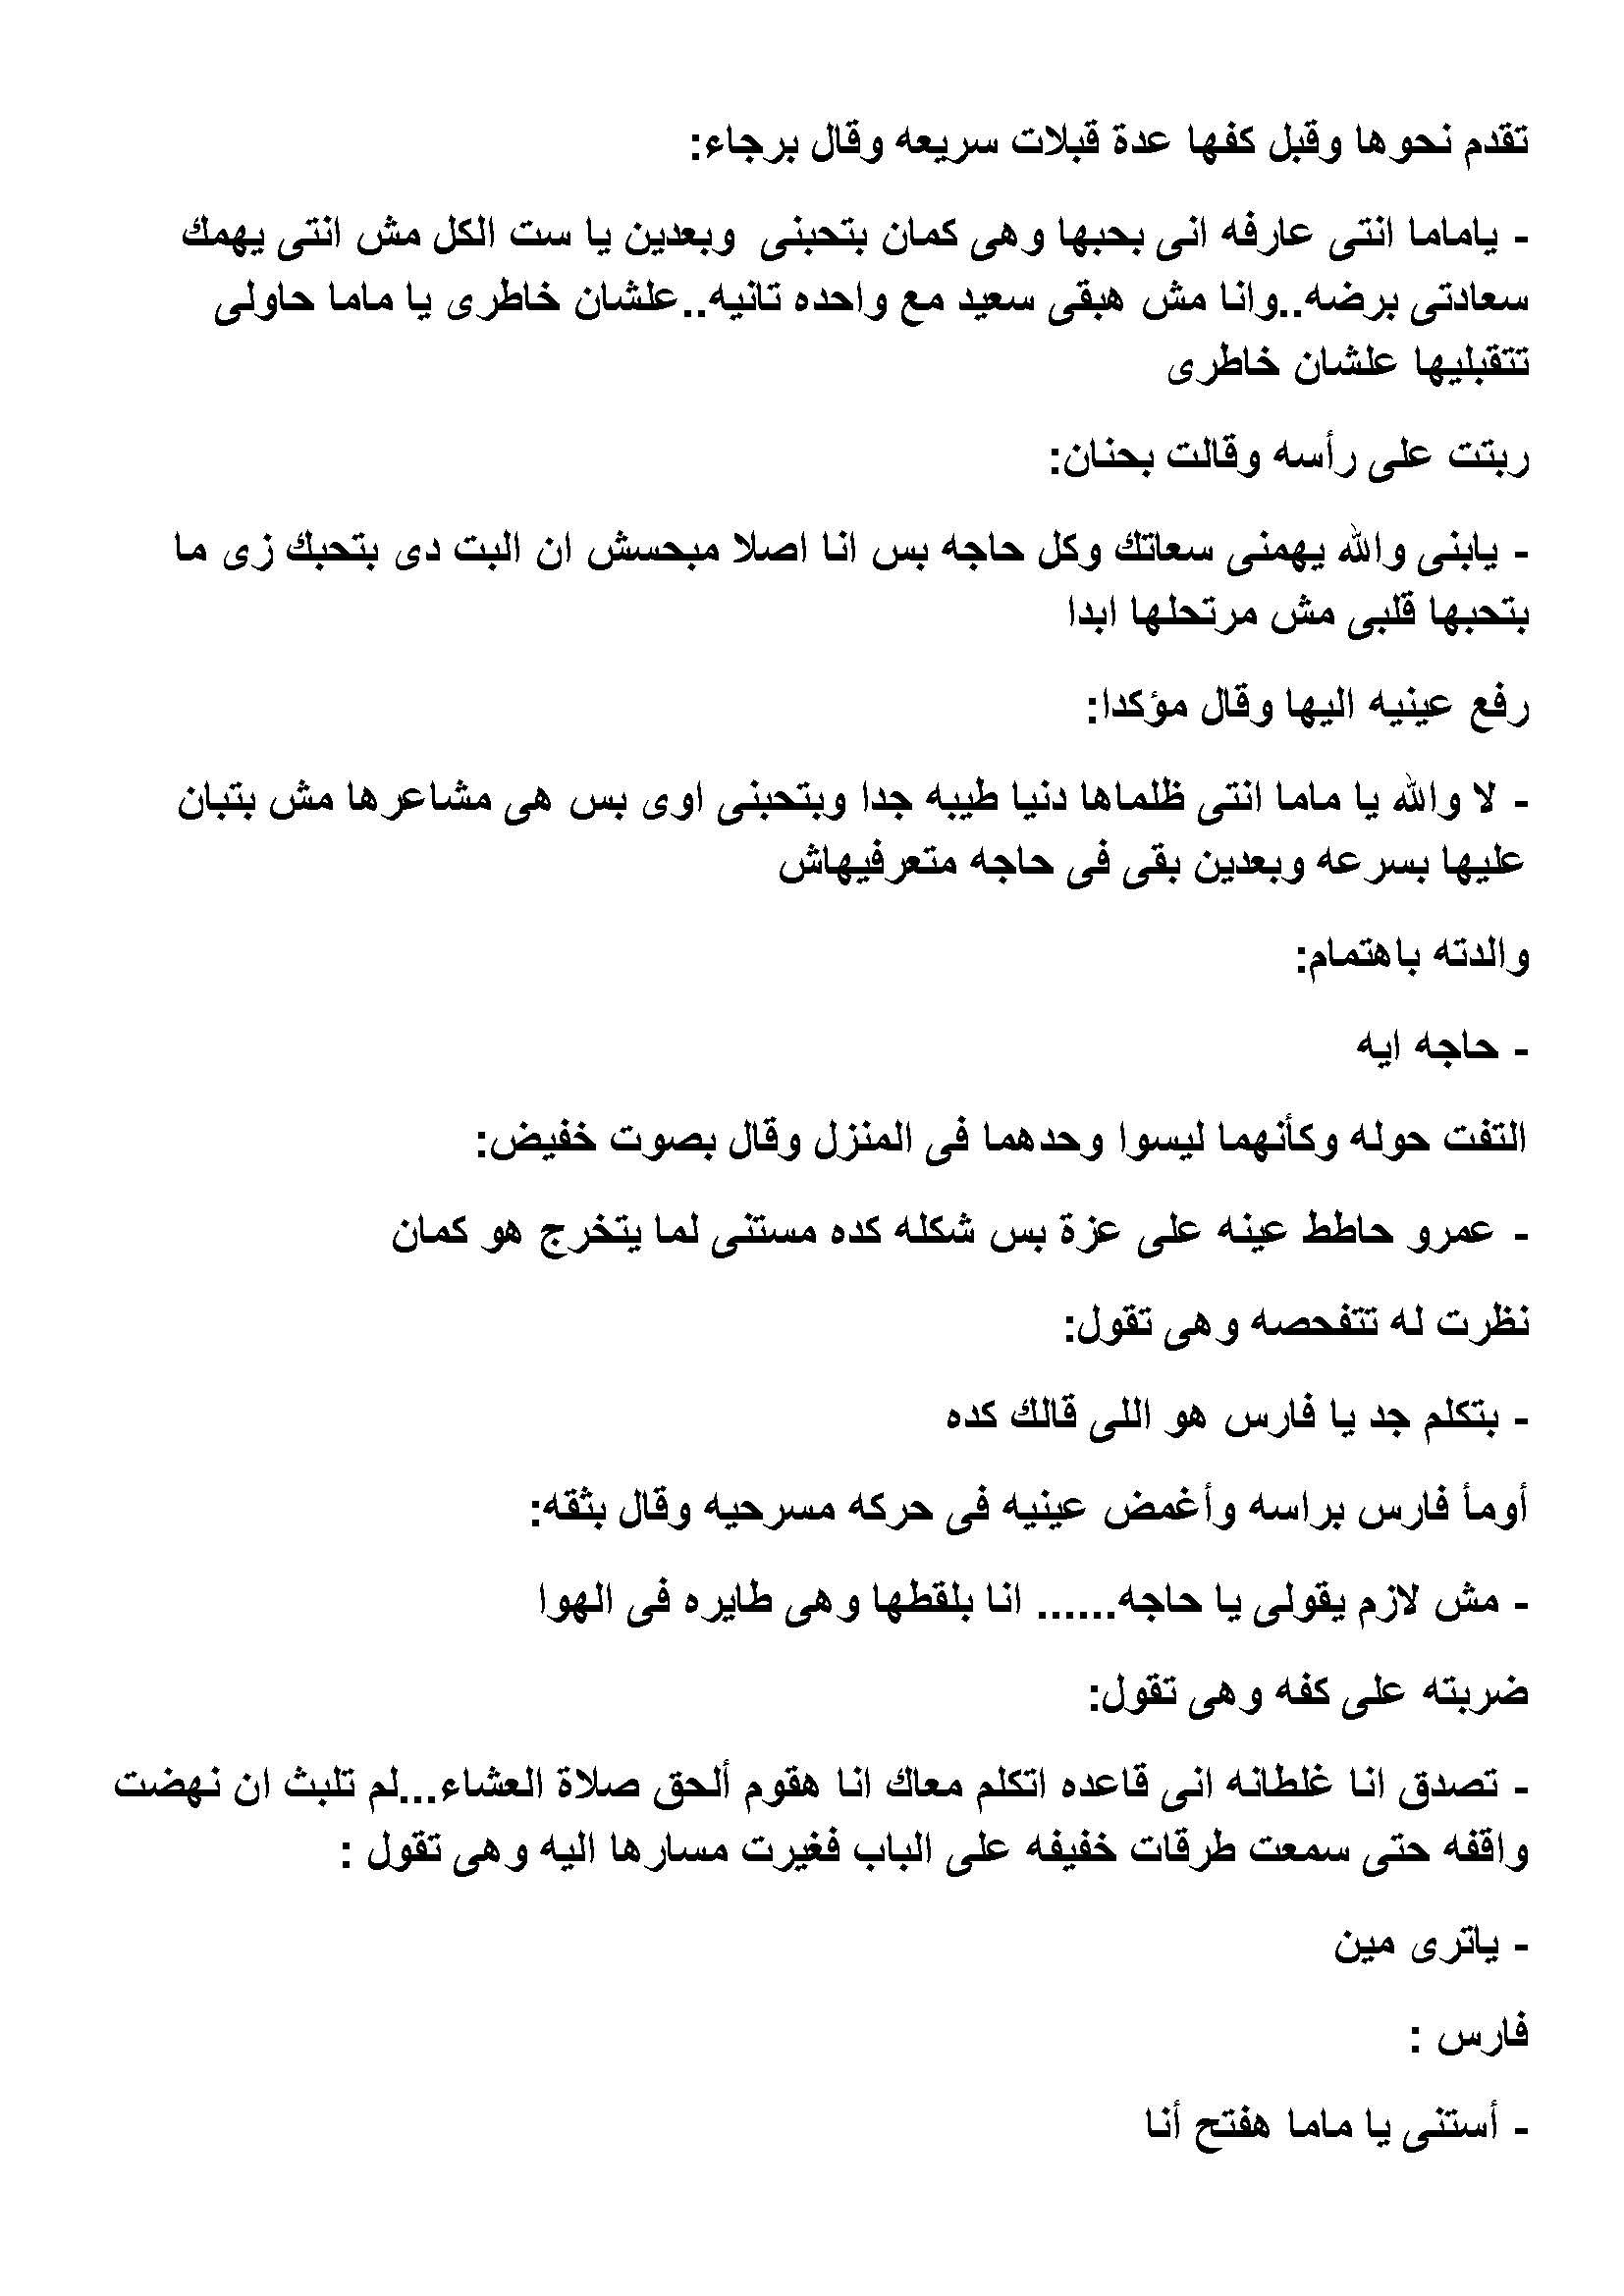 تقدم نحوها وقبل كفها عدة قبلات سريعه وقال برجاء:
- ياماما انتى عارفه انى بحبها وهى كمان بتحبنى وبعدين يا ست الكل مش انتى يهمك
سعادتى برضه..وانا مش هبقى سعيد مع واحده تانيه..علشان خاطرى يا ماما حاولى
تتقبليها علشان خاطرى
ربتت على رأسه وقالت بحنان:
- يابنى والله يهمنى سعاتك وكل حاجه بس انا اصلا مبحسش ان البت دى بتحبك زى ما
بتحبها قلبى مش مرتحلها ابدا
رفع عينيه اليها وقال مؤكدا:
- لا والله يا ماما انتى ظلماها دنيا طيبه جدا وبتحبنى اوى بس هى مشاعرها مش بتبان
عليها بسرعه وبعدين بقى فى حاجه متعرفيهاش
والدته باهتمام:
- حاجه ايه
التفت حوله وكأنهما ليسوا وحدهما فى المنزل وقال بصوت خفيض:
- عمرو حاطط عينه على عزة بس شكله كده مستنى لما يتخرج هو كمان
نظرت له تتفحصه وهى تقول:
- بتكلم جد يا فارس هو اللى قالك كده
أومأ فارس براسه وأغمض عينيه فى حركه مسرحيه وقال بثقه:
- مش لازم يقولى يا حاجه...... انا بلقطها وهى طايره فى الهوا
ضربته على كفه وهى تقول:
- تصدق انا غلطانه انى قاعده اتكلم معاك انا هقوم ألحق صلاة العشاء...لم تلبث ان نهضت
واقفه حتى سمعت طرقات خفيفه على الباب فغيرت مسارها اليه وهى تقول :
- ياترى مين
فارس :
- أستنى يا ماما هفتح أنا